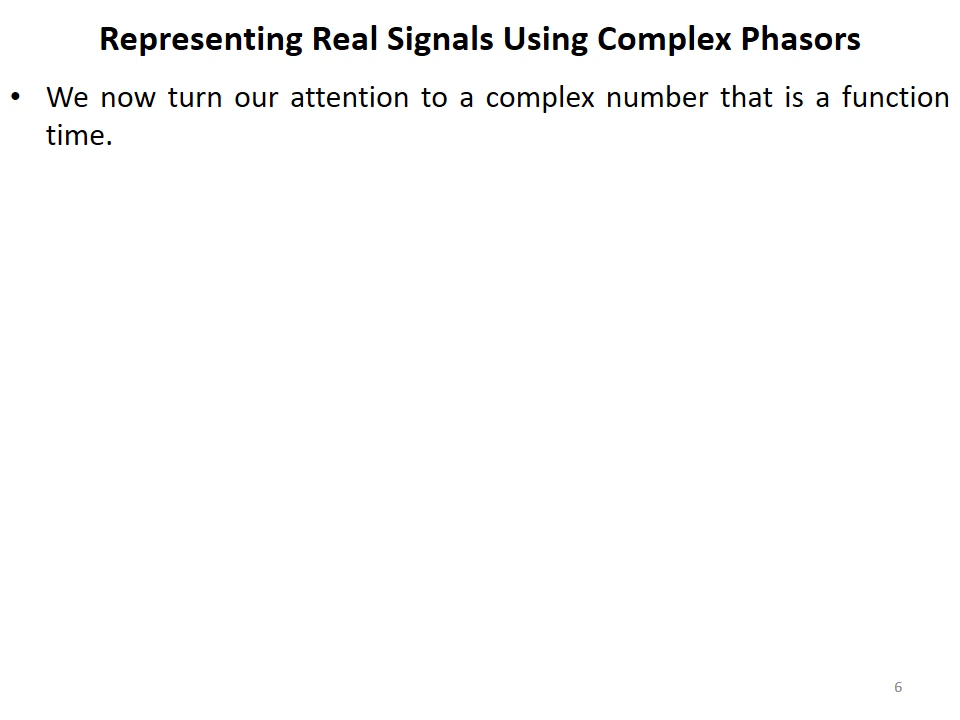 Representing Real Signals Using Complex Phasors
• We now turn our attention to a complex number that is a function
time.
6